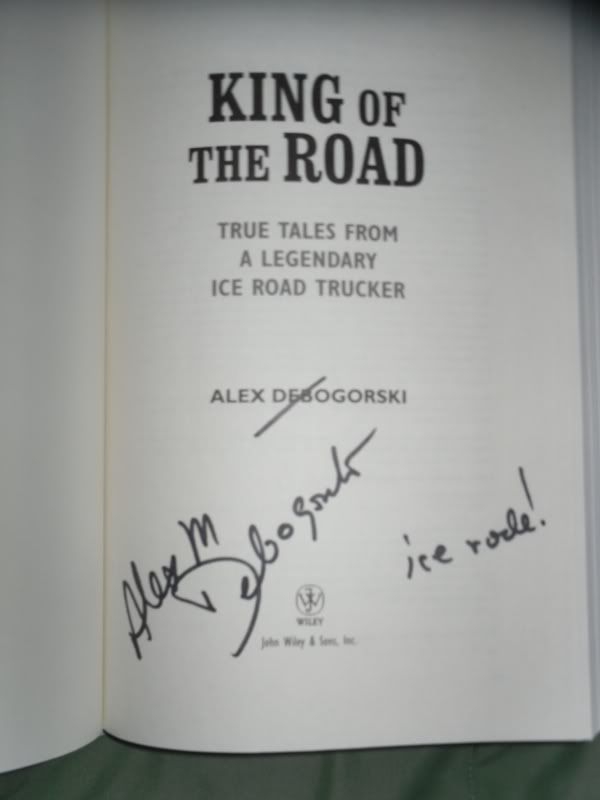 KING OF
THE ROAD
TRUE TALES FROM
A LEGENDARY
ICE ROAD TRUCKER
ALEX DEBOGORSKI
Alex M Debogorski
ice rode!
WILEY
John Wiley & Sons, Inc.